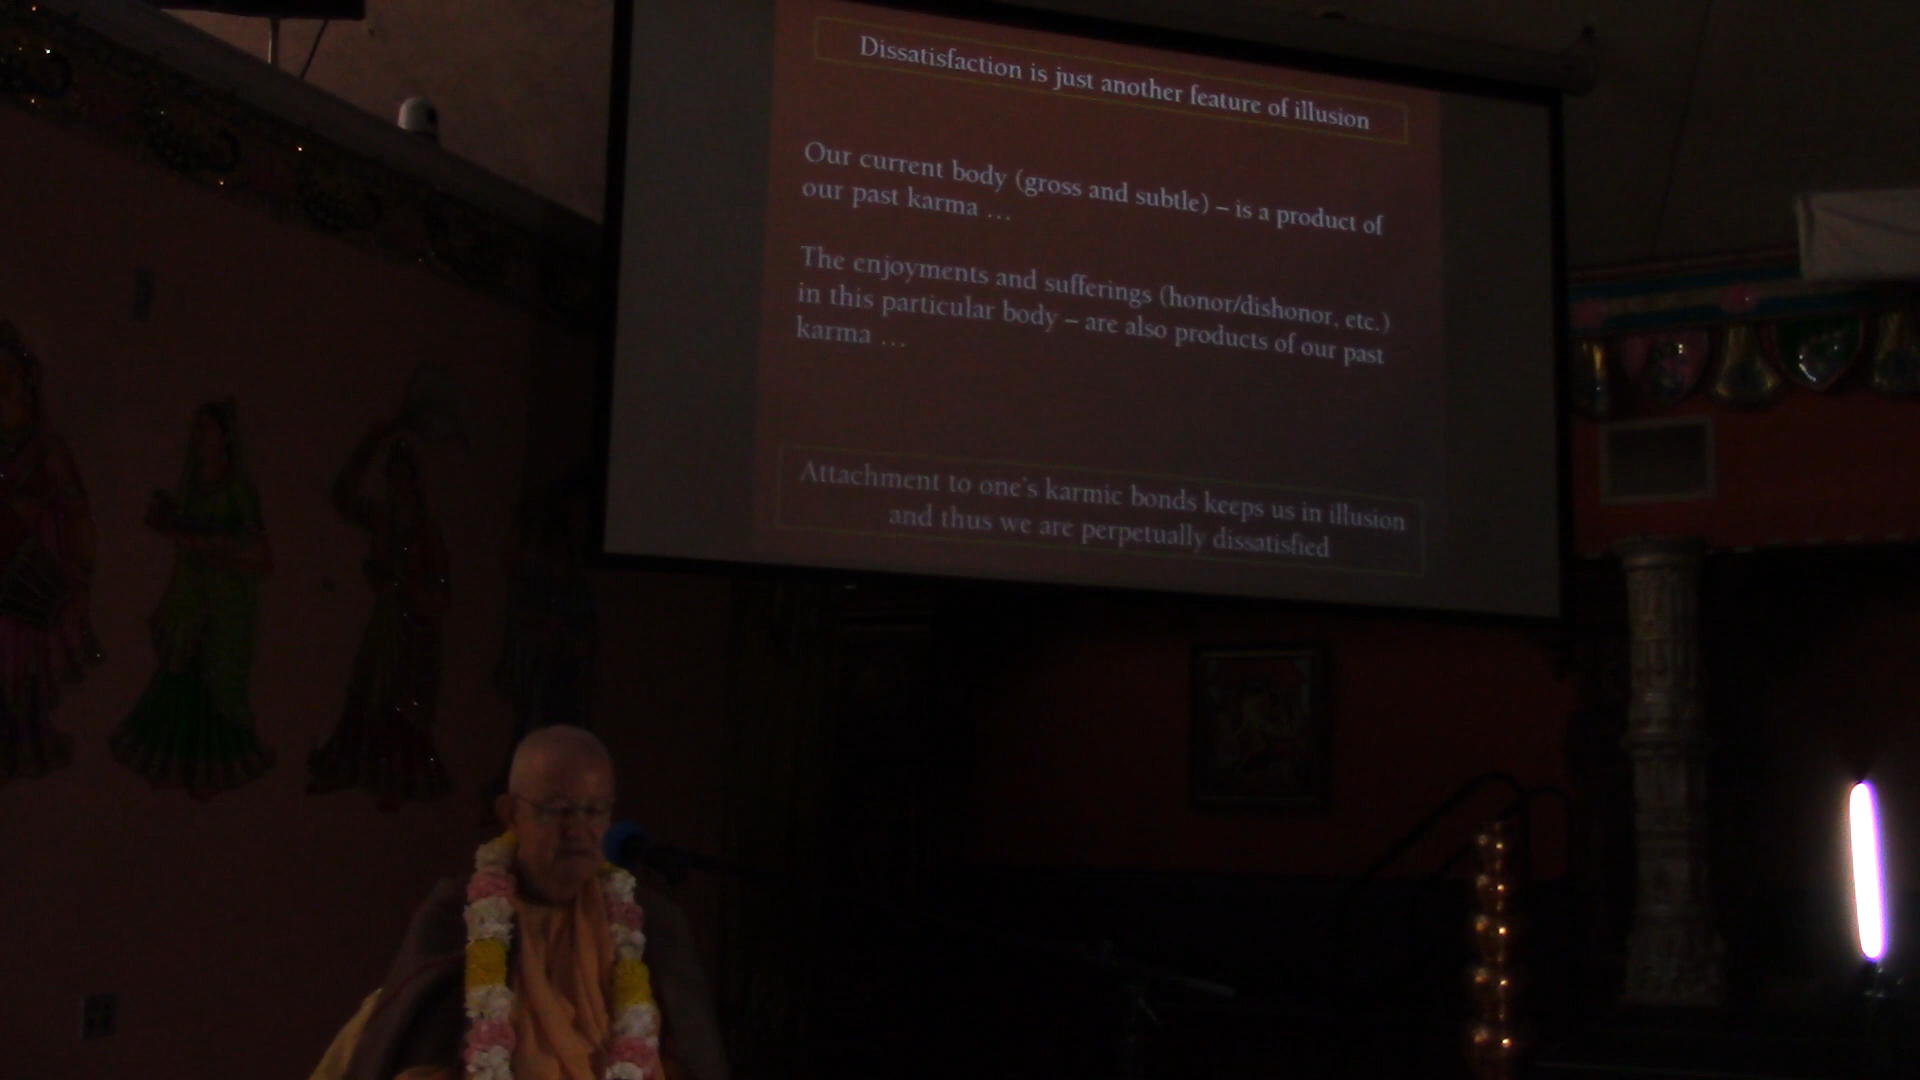 Dissatisfaction is just another feature of illusion
Our current body (gross and subtle) – is a product of
our past karma …
The enjoyments and sufferings (honor/dishonor, etc.)
in this particular body – are also products of our past
karma …
Attachment to one's karmic bonds keeps us in illusion
and thus we are perpetually dissatisfied